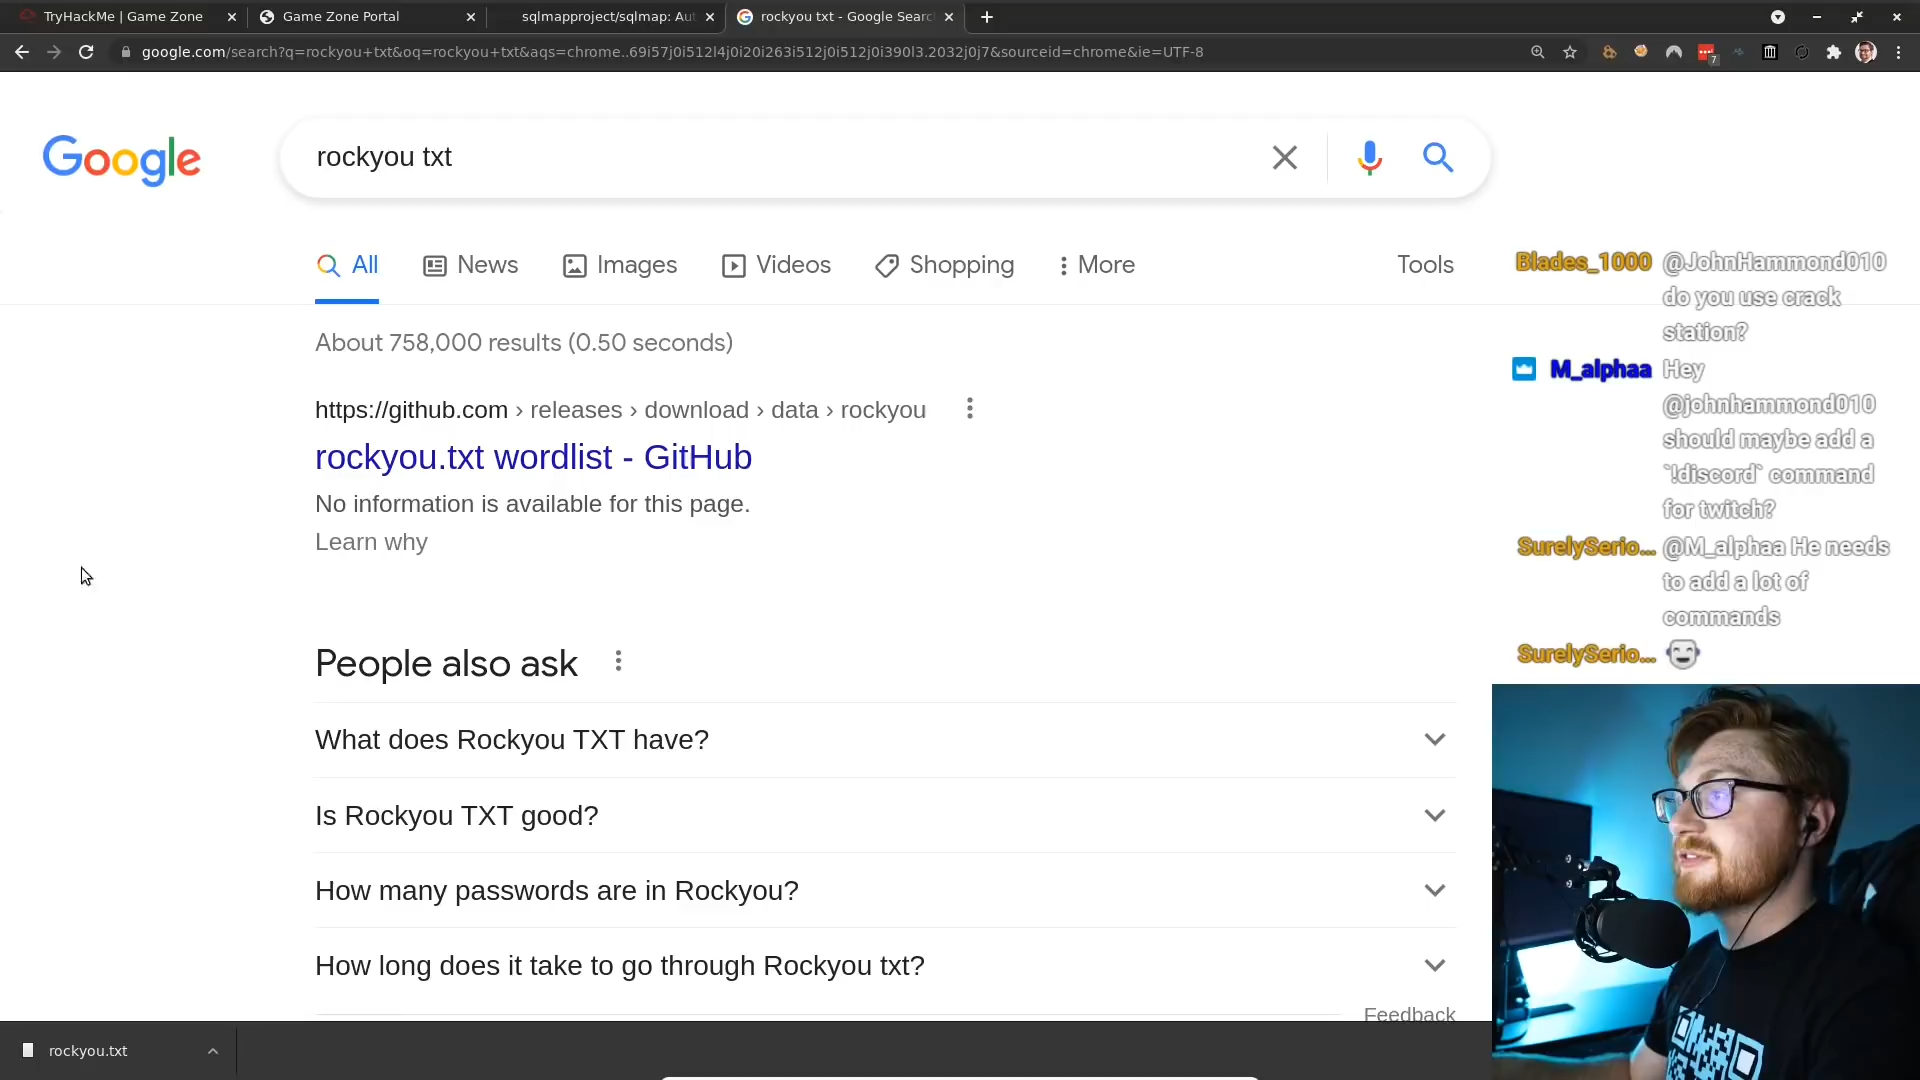 TryHackMe | Game Zone
Game Zone Portal
sqlmapproject/sqlmap: Aut
rockyou txt - Google Searc
google.com/search?q=rockyou+txt&oq=rockyou+txt&aqs=chrome..69i57j0i512l4j0i20i263i512j0i512j0i390l3.2032j0j7&sourceid=chrome&ie=UTF-8
7
Google
rockyou txt
All
News
Images
Videos
Shopping
More
Tools
About 758,000 results (0.50 seconds)
https://github.com › releases › download › data › rockyou
rockyou.txt wordlist - GitHub
No information is available for this page.
Learn why
People also ask
What does Rockyou TXT have?
Is Rockyou TXT good?
How many passwords are in Rockyou?
How long does it take to go through Rockyou txt?
Feedback
Blades_1000 @JohnHammond010
do you use crack
station?
M_alphaa Hey
@johnhammond010
should maybe add a
`!discord` command
for twitch?
SurelySerio... @M_alphaa He needs
to add a lot of
commands
SurelySerio...
rockyou.txt